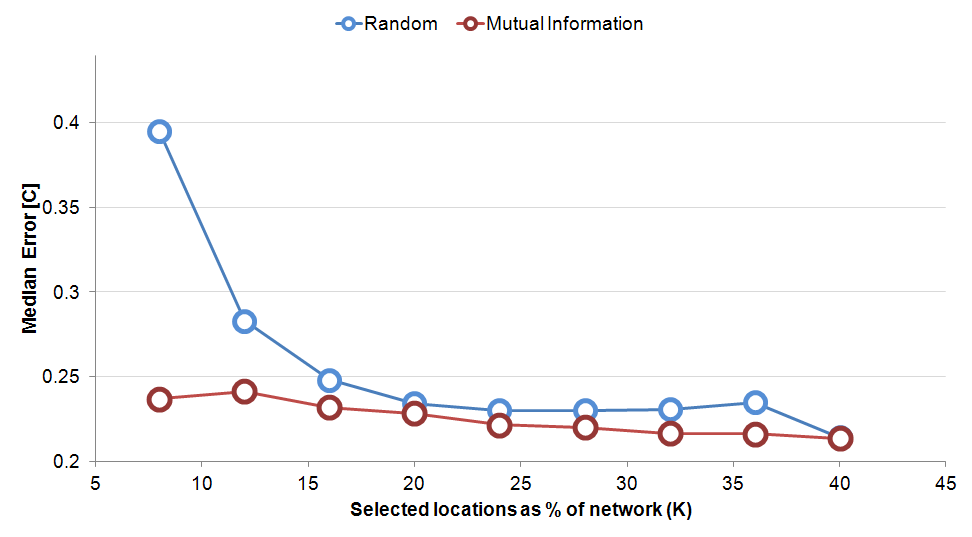 Random Mutual Information
0.4
0.35
0.3
0.25
0.2
Median Error [C]
5 10 15 20 25 30 35 40 45
Selected locations as % of network (K)